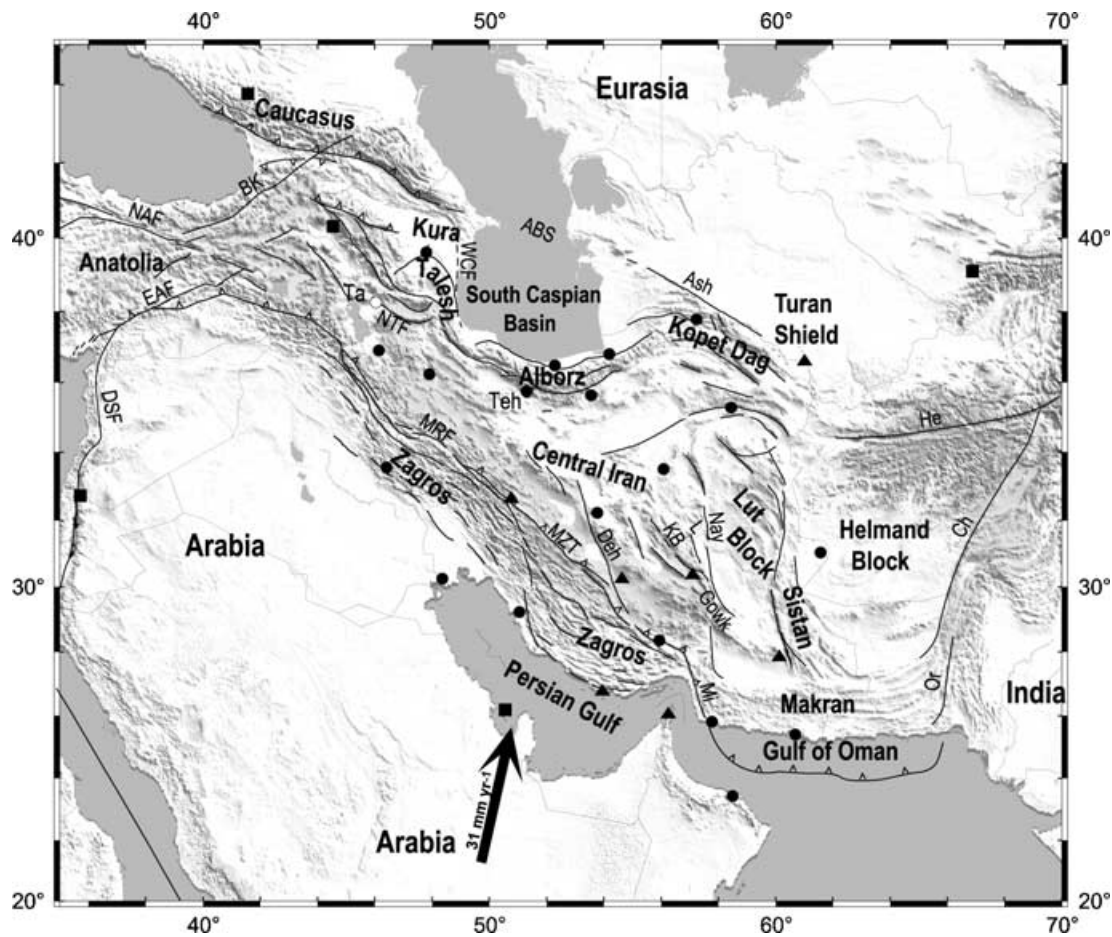 40°
50°
60°
70°
Eurasia
Caucasus
BK
NAF
ABS
40°
Kura
40°
WCF
Anatolia
Talesh
Ash
EAF
Ta
South Caspian
Basin
Turan
Shield
NTF
Kopet Dag
Alborz
Teh
DSF
MRF
He
Zagros
Central Iran
Lut
Block
Arabia
MZT
Deh
KB
Nay
Helmand
Block
Ch
30°
Gowk
Sistan
30°
Zagros
Persian Gulf
Mi
Makran
Or
India
Gulf of Oman
31 mm yr-1
Arabia
20°
20°
40°
50°
60°
70°